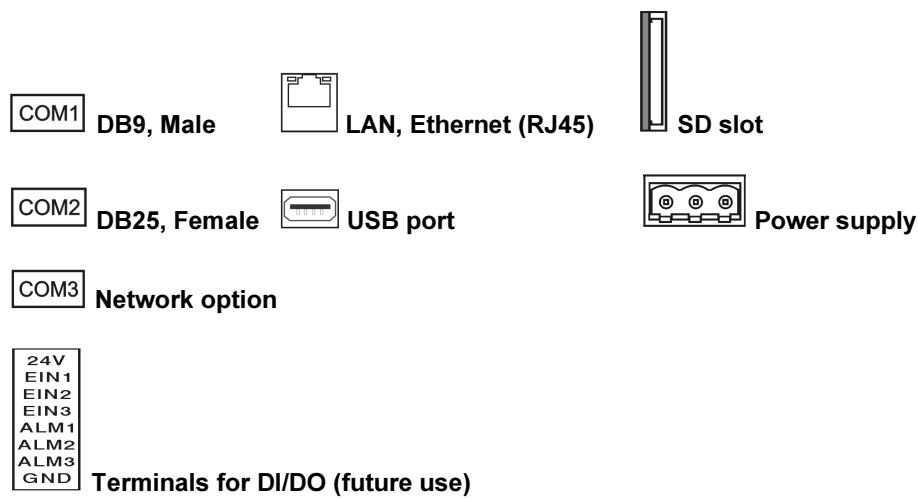 COM1 DB9, Male
LAN, Ethernet (RJ45)
SD slot
COM2 DB25, Female
USB port
Power supply
COM3 Network option
24V
EIN1
EIN2
EIN3
ALM1
ALM2
ALM3
GND
Terminals for DI/DO (future use)